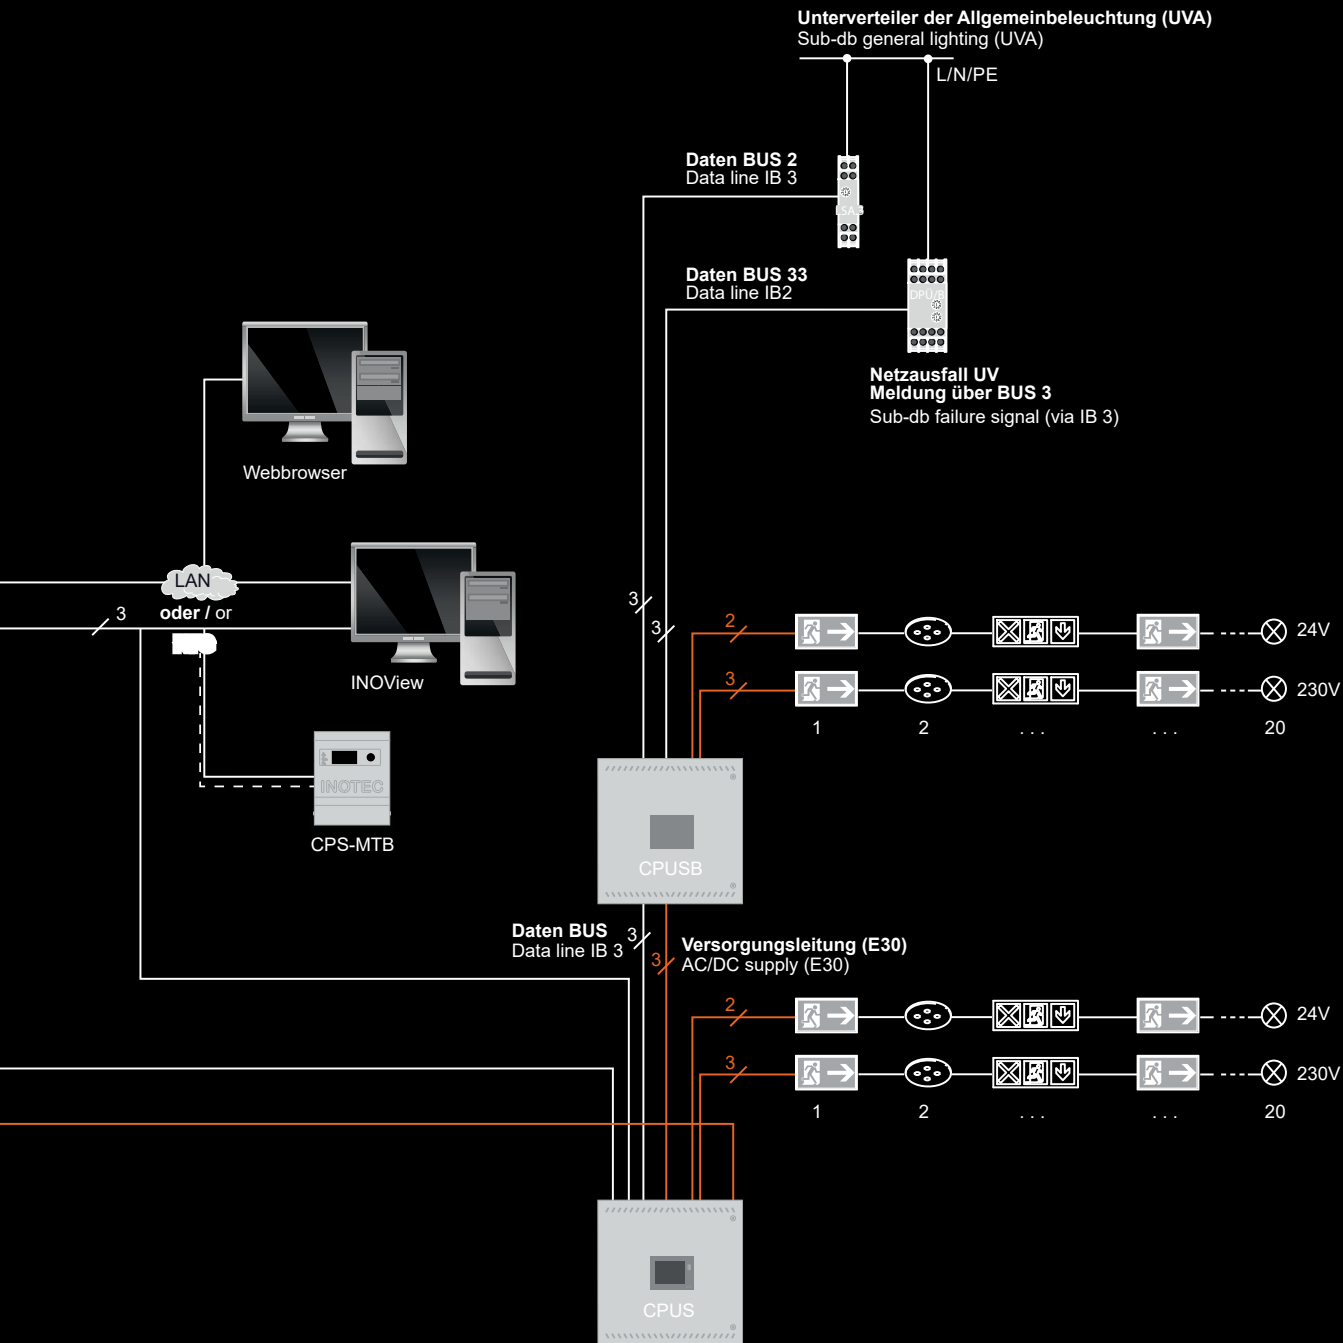 Unterverteiler der Allgemeinbeleuchtung (UVA)
Sub-db general lighting (UVA)
L/N/PE
Daten BUS 2
Data line IB 3
Daten BUS 33
Data line IB2
DPU/B
Netzausfall UV
Meldung über BUS 3
Sub-db failure signal (via IB 3)
Webbrowser
LAN
oder / or
3
INOView
INOTEC
CPS-MTB
3
3
2
24V
3
230V
1
2
. . .
. . .
20
CPUSB
Daten BUS
Data line IB 3
3
3
Versorgungsleitung (E30)
AC/DC supply (E30)
2
24V
3
230V
1
2
. . .
. . .
20
CPUS